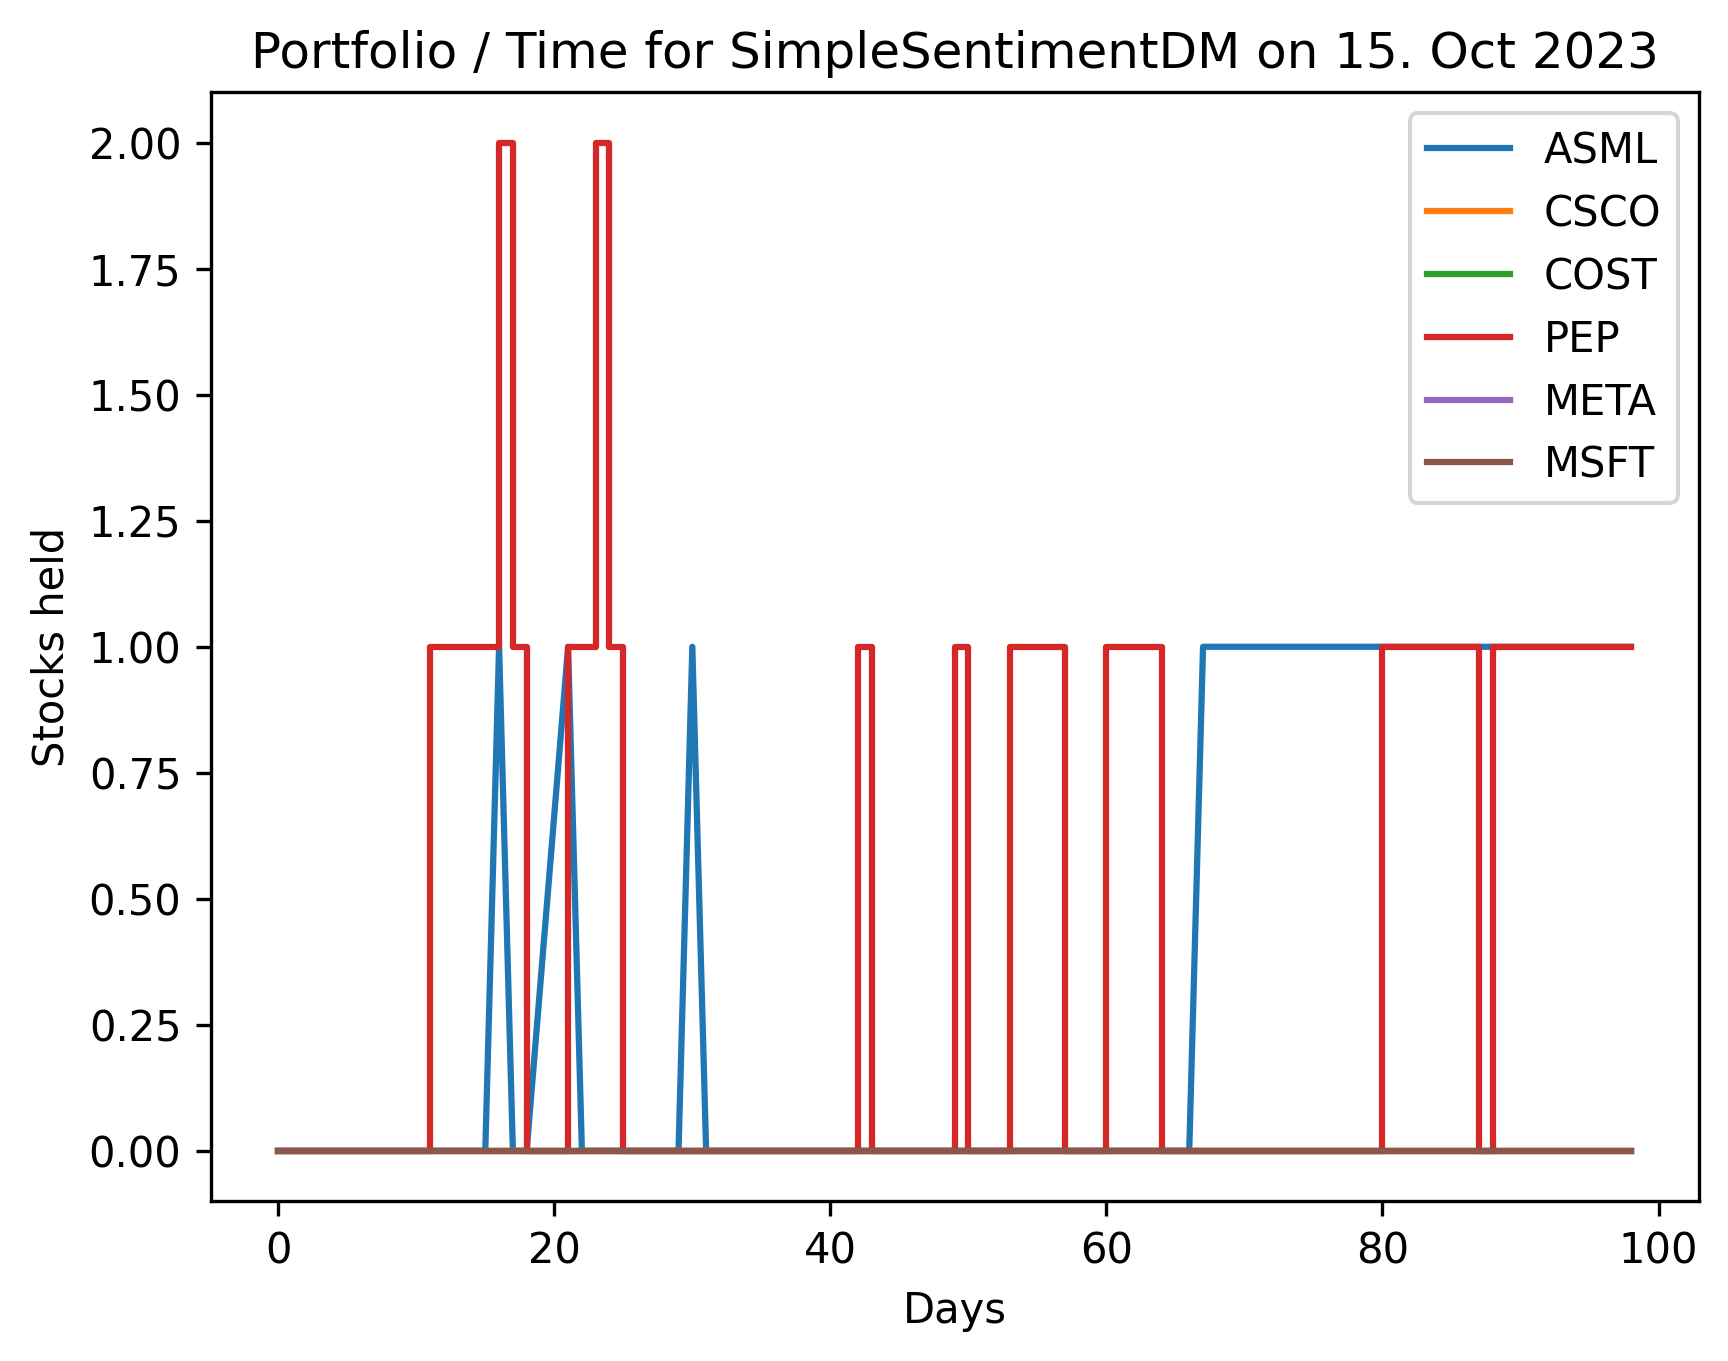 Portfolio / Time for SimpleSentimentDM on 15. Oct 2023
ASML
CSCO
COST
PEP
META
MSFT
2.00
1.75
1.50
1.25
1.00
0.75
0.50
0.25
0.00
Stocks held
0 20 40 60 80 100
Days